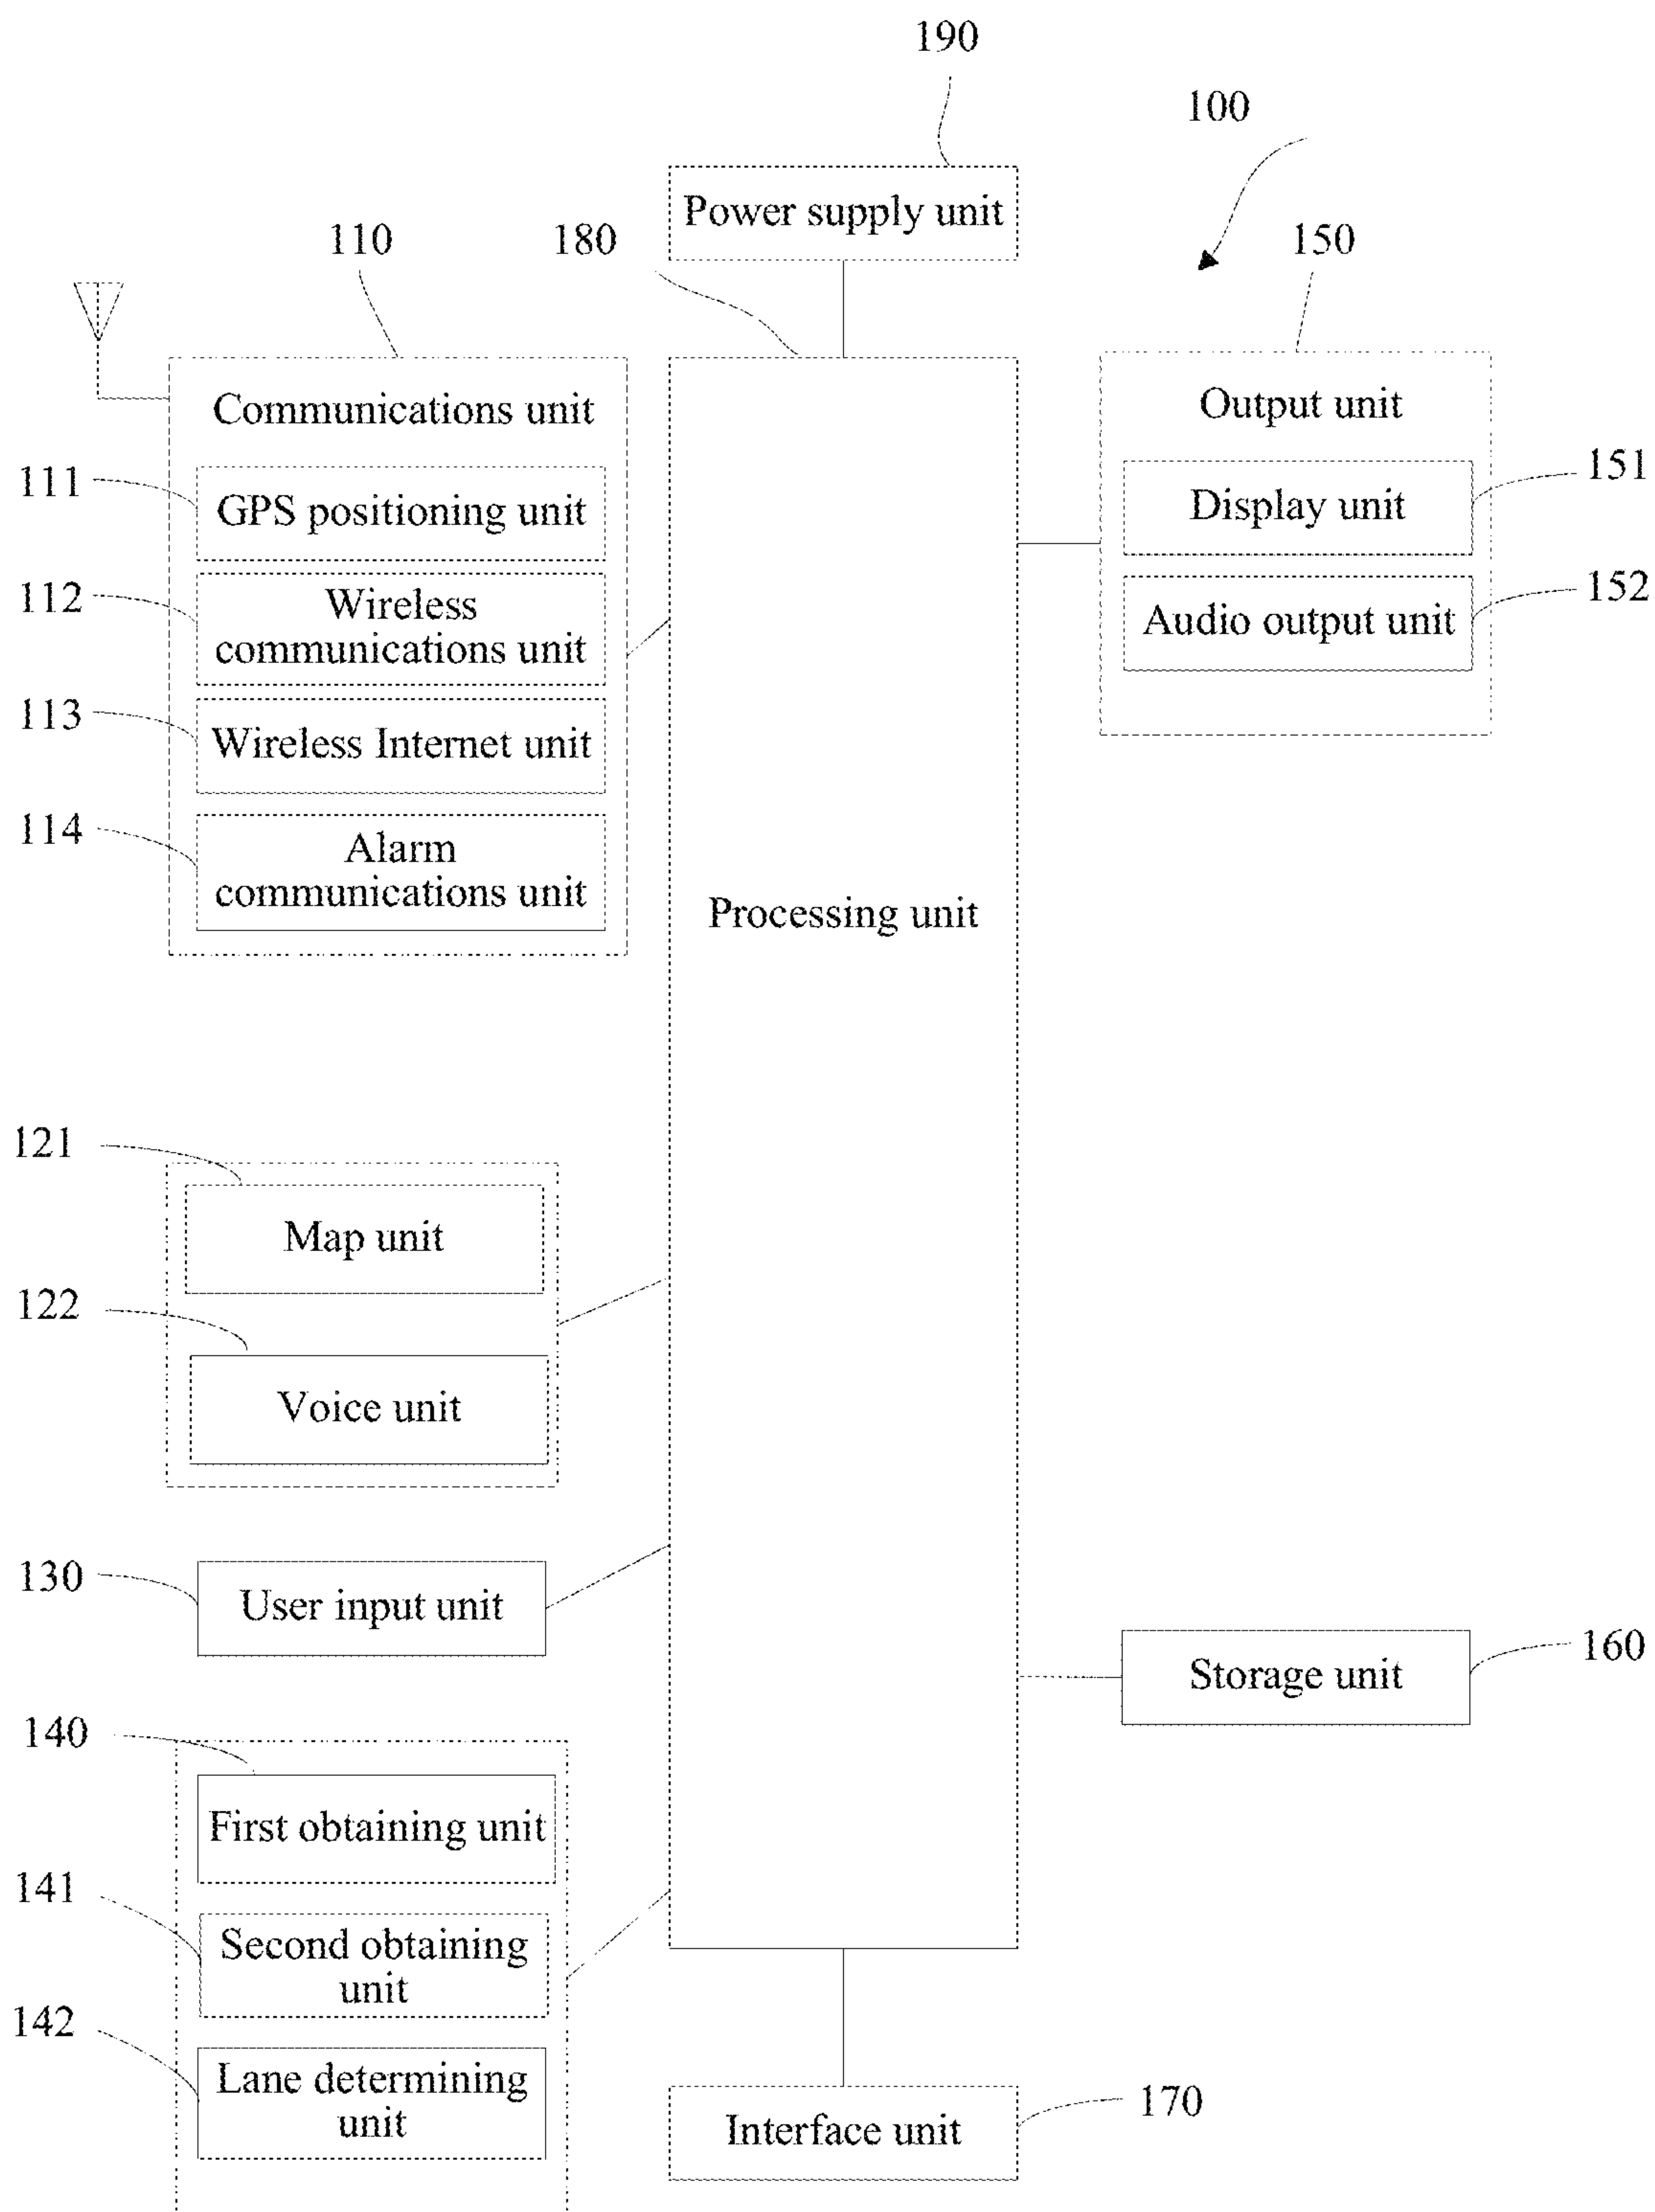 190
100
Power supply unit
110
180
150
Communications unit
Output unit
111
GPS positioning unit
151
Display unit
112
Wireless
communications unit
152
Audio output unit
113
Wireless Internet unit
114
Alarm
communications unit
Processing unit
121
Map unit
122
Voice unit
130
User input unit
160
Storage unit
140
First obtaining unit
141
Second obtaining
unit
142
Lane determining
unit
170
Interface unit